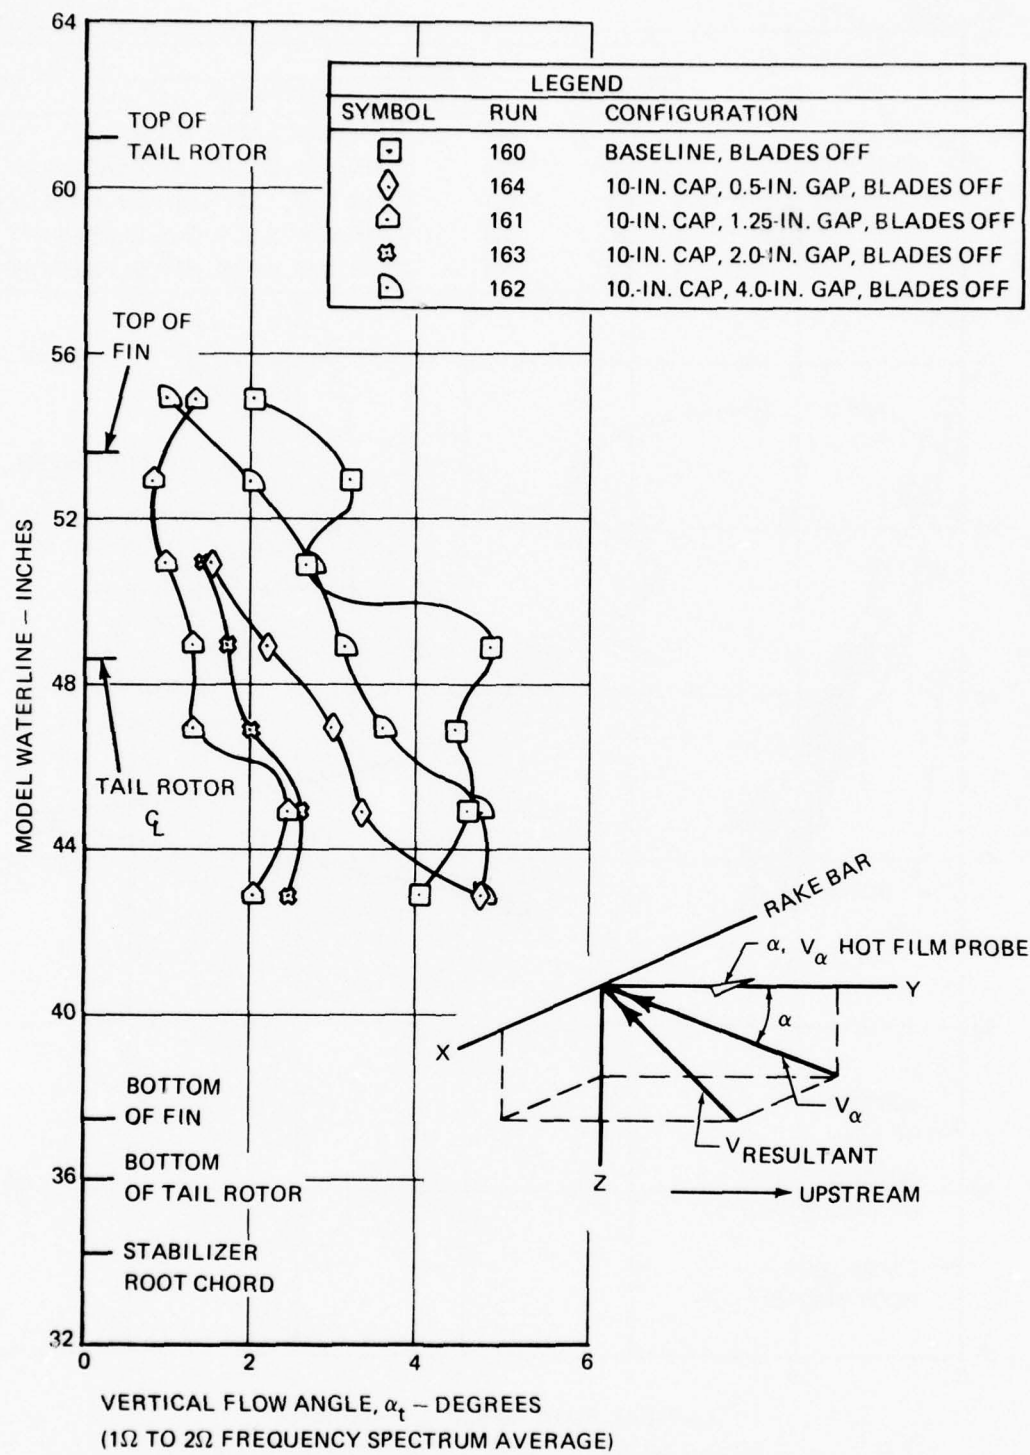 64
LEGEND
SYMBOL RUN CONFIGURATION
160 BASELINE, BLADES OFF
164 10-IN. CAP, 0.5-IN. GAP, BLADES OFF
161 10-IN. CAP, 1.25-IN. GAP, BLADES OFF
163 10-IN. CAP, 2.0-IN. GAP, BLADES OFF
162 10.-IN. CAP, 4.0-IN. GAP, BLADES OFF
TOP OF
TAIL ROTOR
60
TOP OF
FIN
56
52
MODEL WATERLINE – INCHES
48
TAIL ROTOR
℄
44
RAKE BAR
α, Vα HOT FILM PROBE
Y
α
40
X
Vα
VRESULTANT
Z
UPSTREAM
BOTTOM
OF FIN
BOTTOM
36
OF TAIL ROTOR
STABILIZER
ROOT CHORD
32
0 2 4 6
VERTICAL FLOW ANGLE, αt – DEGREES
(1Ω TO 2Ω FREQUENCY SPECTRUM AVERAGE)